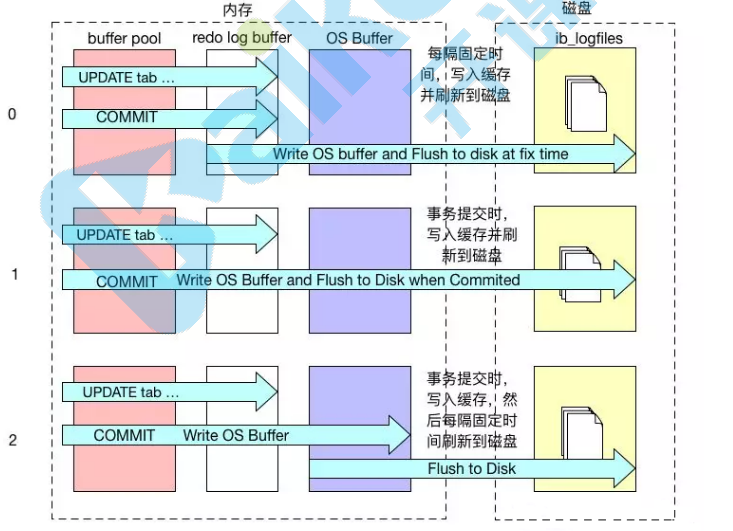 内存
磁盘
buffer pool
redo log buffer
OS Buffer
ib_logfiles
0
UPDATE tab ...
COMMIT
Write OS buffer and Flush to disk at fix time
每隔固定时
间，写入缓存
并刷新到磁盘
1
UPDATE tab ...
COMMIT
Write OS Buffer and Flush to Disk when Commited
事务提交时，
写入缓存并刷
新到磁盘
2
UPDATE tab ...
COMMIT
Write OS Buffer
Flush to Disk
事务提交时，
写入缓存，然
后每隔固定时
间刷新到磁盘